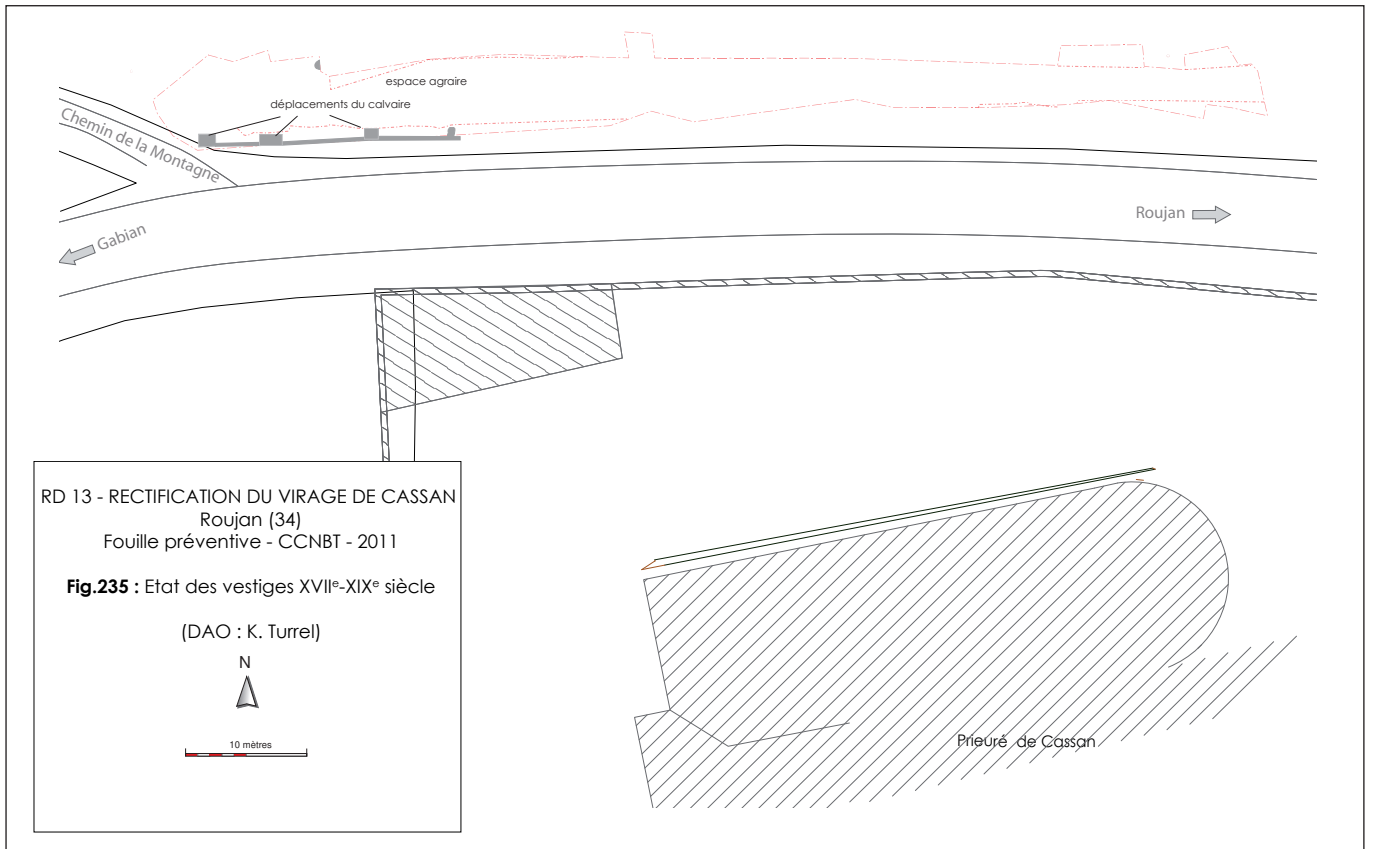 espace agraire
déplacements du calvaire
Chemin de la Montagne
Gabian
Roujan
RD 13 - RECTIFICATION DU VIRAGE DE CASSAN
Roujan (34)
Fouille préventive - CCNBT - 2011
Fig.235 : Etat des vestiges XVIIe-XIXe siècle
(DAO : K. Turrel)
N
10 mètres
Prieuré de Cassan